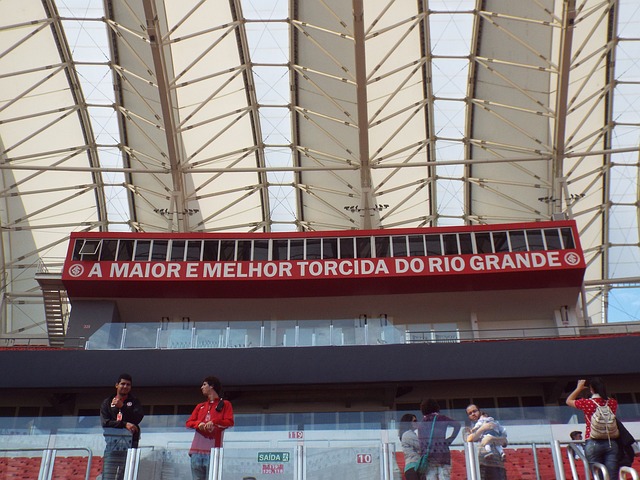 A MAIOR E MELHOR TORCIDA DO RIO GRANDE
119
SAÍDA
10